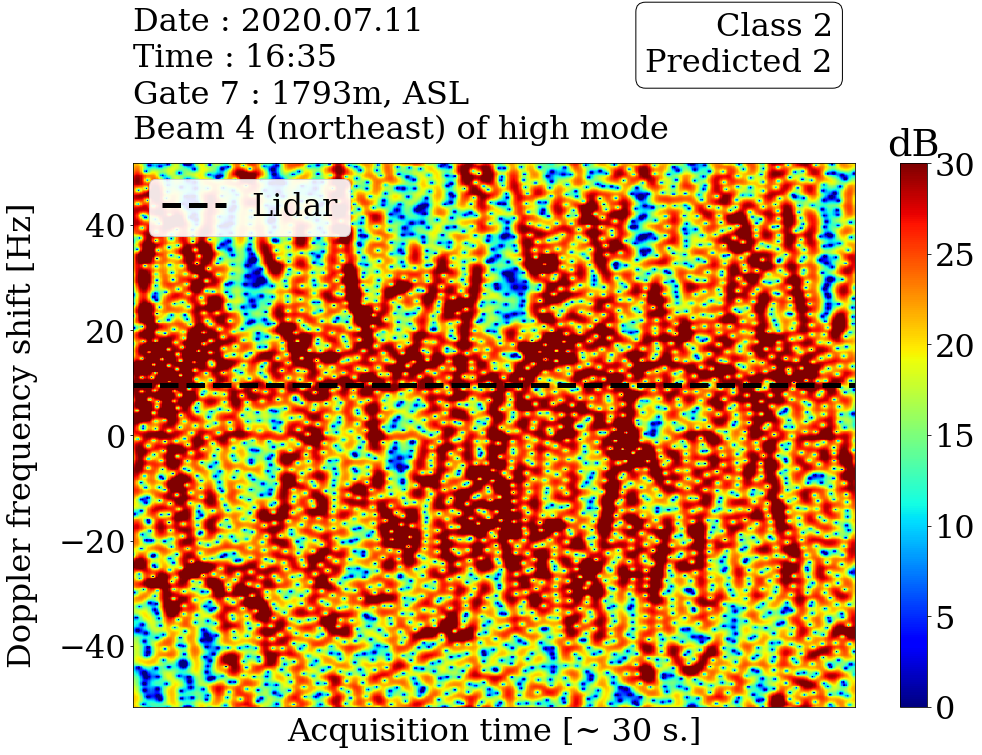 Date : 2020.07.11
Time : 16:35
Gate 7 : 1793m, ASL
Beam 4 (northeast) of high mode
Class 2
Predicted 2
dB
Lidar
Doppler frequency shift [Hz]
40
20
0
−20
−40
30
25
20
15
10
5
0
Acquisition time [~ 30 s.]